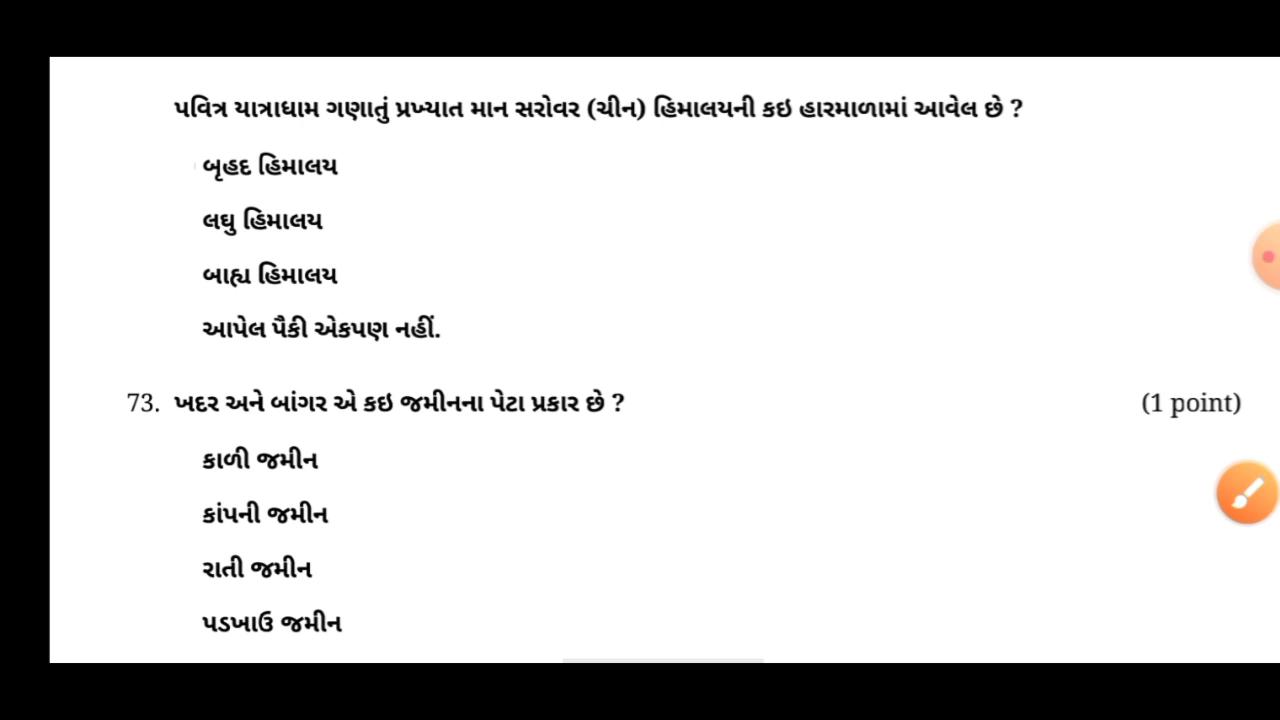 પવિત્ર યાત્રાધામ ગણાતું પ્રખ્યાત માન સરોવર (ચીન) હિમાલયની કઇ હારમાળામાં આવેલ છે ?
બૃહદ હિમાલય
લઘુ હિમાલય
બાહ્ય હિમાલય
આપેલ પૈકી એકપણ નહીં.
73. ખદર અને બાંગર એ કઇ જમીનના પેટા પ્રકાર છે ? (1 point)
કાળી જમીન
કાંપની જમીન
રાતી જમીન
પડખાઉ જમીન